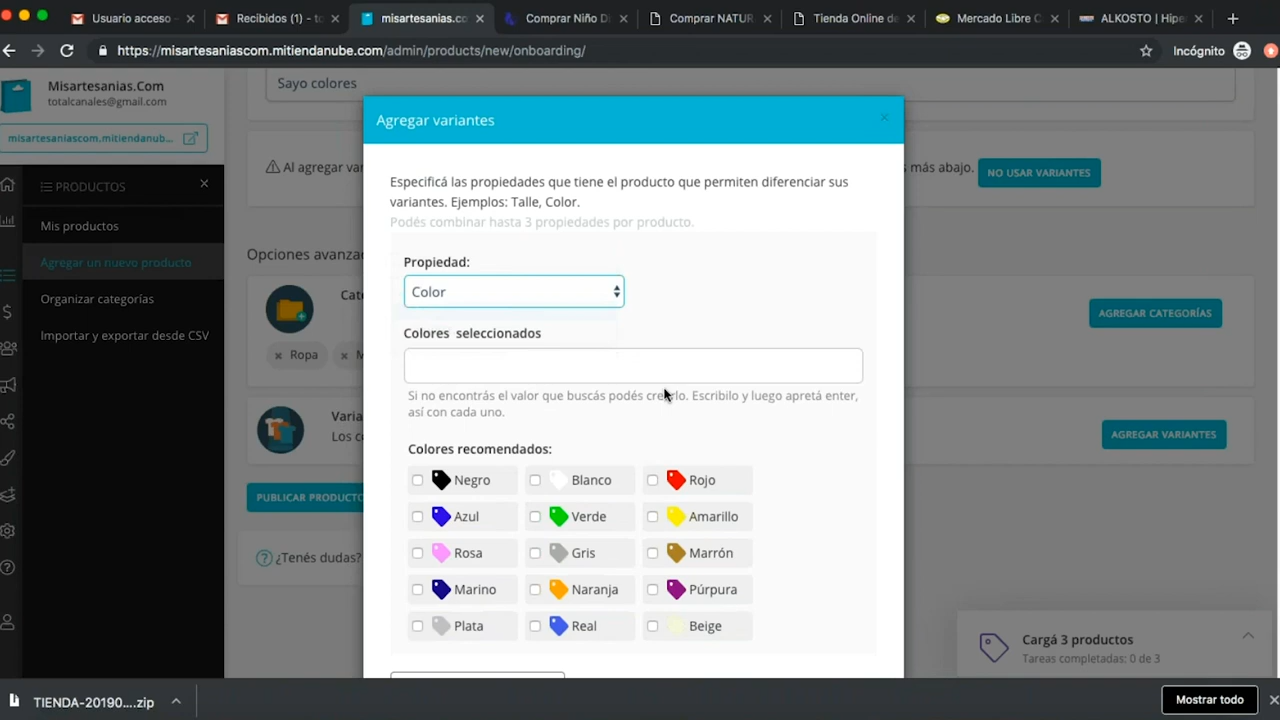 Usuario acceso -
Recibidos (1) - to
misartesanias.co
Comprar Niño D
Comprar NATUR
Tienda Online da
Mercado Libre C
ALKOSTO | Hipe
https://misartesaniascom.mitiendanube.com/admin/products/new/onboarding/
Incógnito
Misartesanias.Com
totalcanales@gmail.com
misartesaniascom.mitiendanub...
PRODUCTOS
Mis productos
Agregar un nuevo producto
Organizar categorías
Importar y exportar desde CSV
Sayo colores
Al agregar va
más abajo.
NO USAR VARIANTES
Opciones avanza
Cate
Ropa
M
AGREGAR CATEGORÍAS
Varia
Los c
AGREGAR VARIANTES
PUBLICAR PRODUCTO
¿Tenés dudas?
Agregar variantes
Especificá las propiedades que tiene el producto que permiten diferenciar sus
variantes. Ejemplos: Talle, Color.
Podés combinar hasta 3 propiedades por producto.
Propiedad:
Color
Colores seleccionados
Si no encontrás el valor que buscás podés crearlo. Escribilo y luego apretá enter,
así con cada uno.
Colores recomendados:
Negro
Blanco
Rojo
Azul
Verde
Amarillo
Rosa
Gris
Marrón
Marino
Naranja
Púrpura
Plata
Real
Beige
Cargá 3 productos
Tareas completadas: 0 de 3
TIENDA-20190....zip
Mostrar todo